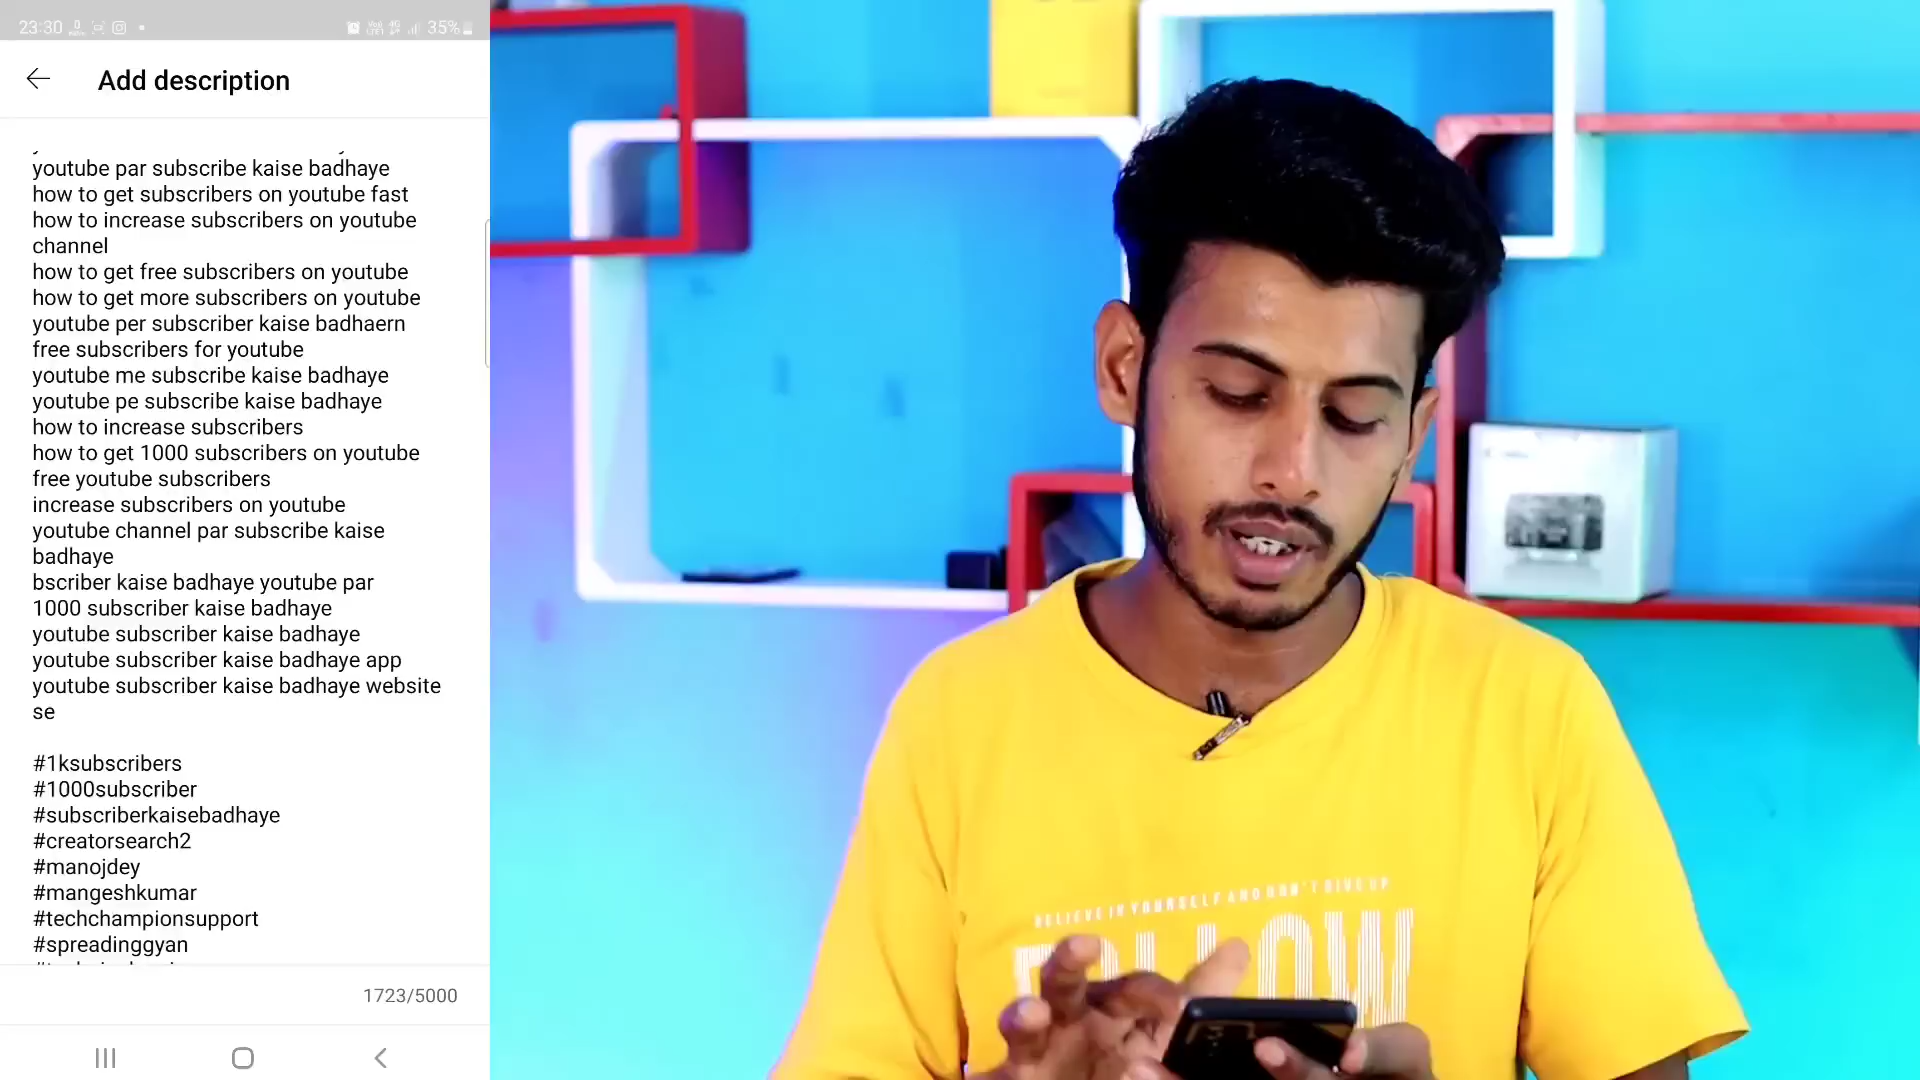 23:30
35%
Add description
youtube par subscribe kaise badhaye
how to get subscribers on youtube fast
how to increase subscribers on youtube
channel
how to get free subscribers on youtube
how to get more subscribers on youtube
youtube per subscriber kaise badhaern
free subscribers for youtube
youtube me subscribe kaise badhaye
youtube pe subscribe kaise badhaye
how to increase subscribers
how to get 1000 subscribers on youtube
free youtube subscribers
increase subscribers on youtube
youtube channel par subscribe kaise
badhaye
bscriber kaise badhaye youtube par
1000 subscriber kaise badhaye
youtube subscriber kaise badhaye
youtube subscriber kaise badhaye app
youtube subscriber kaise badhaye website
se
#1ksubscribers
#1000subscriber
#subscriberkaisebadhaye
#creatorsearch2
#manojdey
#mangeshkumar
#techchampionsupport
#spreadinggyan
1723/5000
BELIEVE IN YOURSELF AND DON'T GIVE UP
FOLLOW